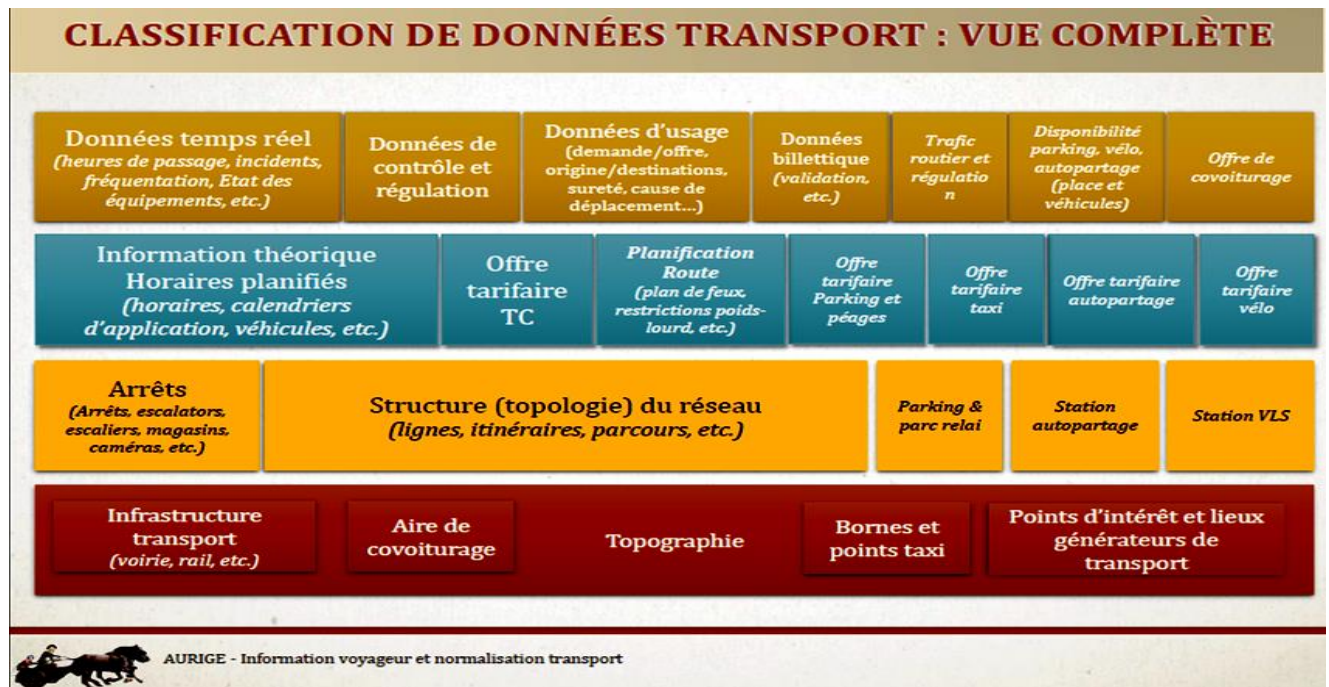 CLASSIFICATION DE DONNÉES TRANSPORT : VUE COMPLÈTE
Données temps réel
(heures de passage, incidents,
fréquentation, Etat des
équipements, etc.)
Données de
contrôle et
régulation
Données d'usage
(demande/offre,
origine/destinations,
sureté, cause de
déplacement...)
Données
billettique
(validation,
etc.)
Trafic
routier et
régulatio
n
Disponibilité
parking, vélo,
autopartage
(place et
véhicules)
Offre de
covoiturage
Information théorique
Horaires planifiés
(horaires, calendriers
d'application, véhicules, etc.)
Offre
tarifaire
TC
Planification
Route
(plan de feux,
restrictions poids-
lourd, etc.)
Offre
tarifaire
Parking et
péages
Offre
tarifaire
taxi
Offre tarifaire
autopartage
Offre
tarifaire
vélo
Arrêts
(Arrêts, escalators,
escaliers, magasins,
caméras, etc.)
Structure (topologie) du réseau
(lignes, itinéraires, parcours, etc.)
Parking &
parc relai
Station
autopartage
Station VLS
Infrastructure
transport
(voirie, rail, etc.)
Aire de
covoiturage
Topographie
Bornes et
points taxi
Points d'intérêt et lieux
générateurs de
transport
AURIGE - Information voyageur et normalisation transport